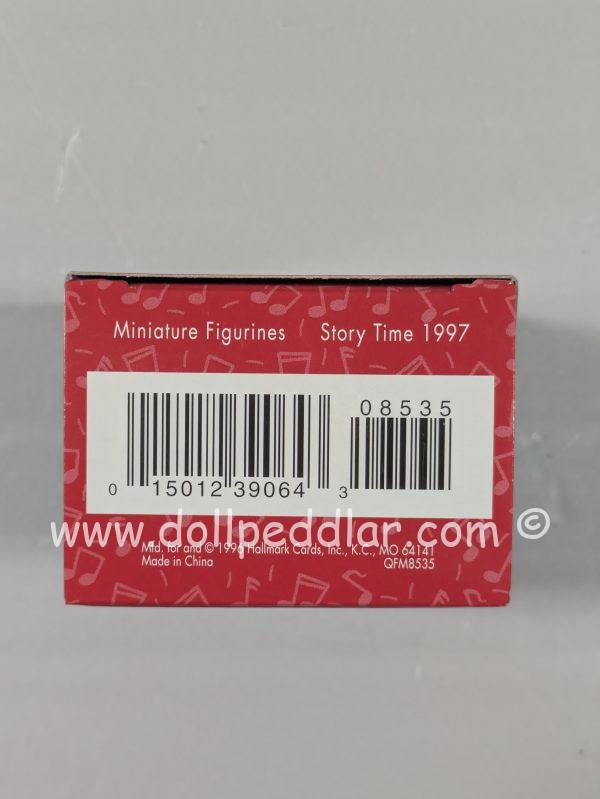 Miniature Figurines Story Time 1997
08535
0 15012 39064 3
www.dollpeddlar.com ©
Mfd. for and © 1996 Hallmark Cards, Inc., K.C., MO 64141
Made in China QFM8535